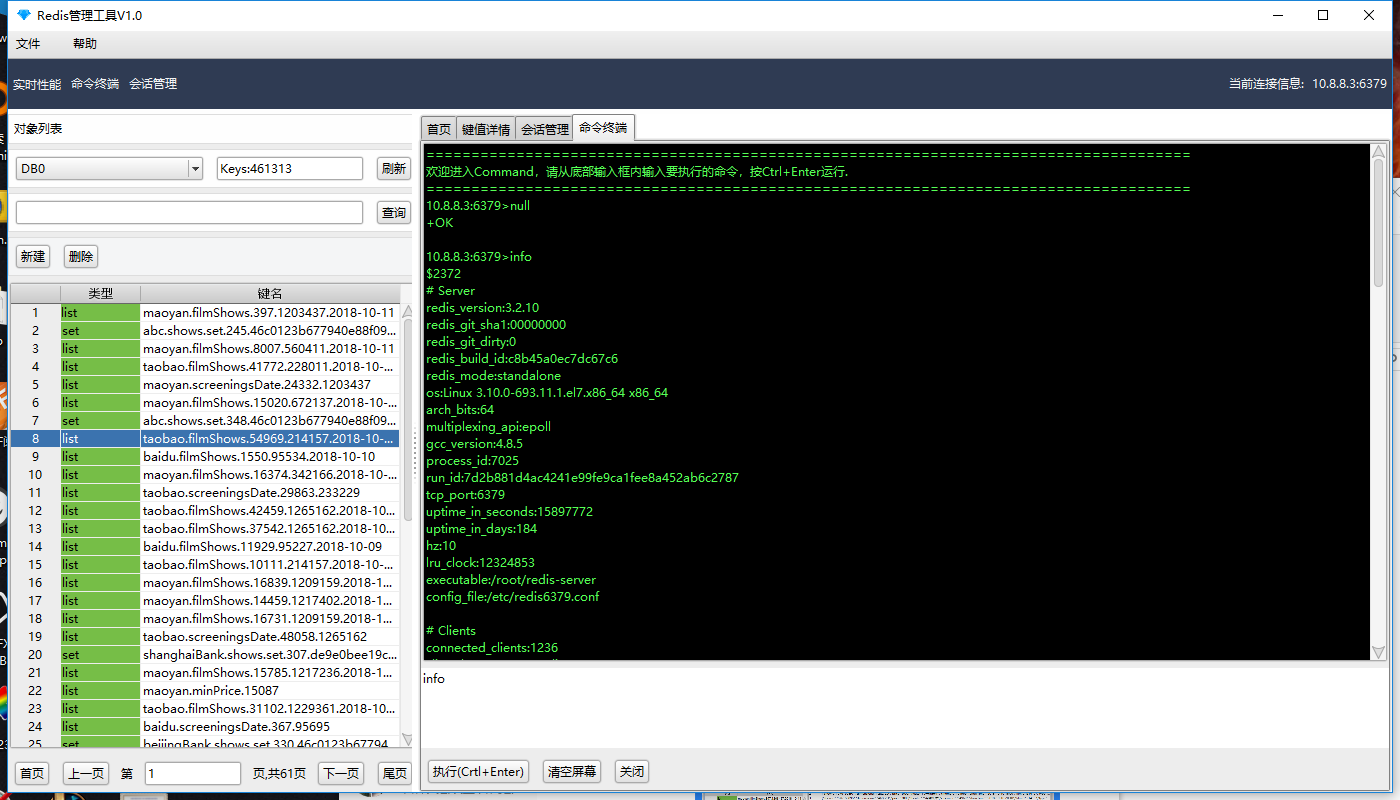 Redis管理工具V1.0
文件 帮助
实时性能 命令终端 会话管理 当前连接信息: 10.8.8.3:6379
对象列表
DB0 Keys:461313 刷新
查询
新建 删除
类型 键名
1 list maoyan.filmShows.397.1203437.2018-10-11
2 set abc.shows.set.245.46c0123b677940e88f09...
3 list maoyan.filmShows.8007.560411.2018-10-11
4 list taobao.filmShows.41772.228011.2018-10-...
5 list maoyan.screeningsDate.24332.1203437
6 list maoyan.filmShows.15020.672137.2018-10-...
7 set abc.shows.set.348.46c0123b677940e88f09...
8 list taobao.filmShows.54969.214157.2018-10-...
9 list baidu.filmShows.1550.95534.2018-10-10
10 list maoyan.filmShows.16374.342166.2018-10-...
11 list taobao.screeningsDate.29863.233229
12 list taobao.filmShows.42459.1265162.2018-10...
13 list taobao.filmShows.37542.1265162.2018-10...
14 list baidu.filmShows.11929.95227.2018-10-09
15 list taobao.filmShows.10111.214157.2018-10-...
16 list maoyan.filmShows.16839.1209159.2018-1...
17 list maoyan.filmShows.14459.1217402.2018-1...
18 list maoyan.filmShows.16731.1209159.2018-1...
19 list taobao.screeningsDate.48058.1265162
20 set shanghaiBank.shows.set.307.de9e0bee19c...
21 list maoyan.filmShows.15785.1217236.2018-1...
22 list maoyan.minPrice.15087
23 list taobao.filmShows.31102.1229361.2018-10...
24 list baidu.screeningsDate.367.95695
25 set beijingBank.shows.set.330.46c0123b67794...
首页 上一页 第 1 页,共61页 下一页 尾页
首页 键值详情 会话管理 命令终端
欢迎进入Command，请从底部输入框内输入要执行的命令，按Ctrl+Enter运行.
10.8.8.3:6379>null
+OK
10.8.8.3:6379>info
$2372
# Server
redis_version:3.2.10
redis_git_sha1:00000000
redis_git_dirty:0
redis_build_id:c8b45a0ec7dc67c6
redis_mode:standalone
os:Linux 3.10.0-693.11.1.el7.x86_64 x86_64
arch_bits:64
multiplexing_api:epoll
gcc_version:4.8.5
process_id:7025
run_id:7d2b881d4ac4241e99fe9ca1fee8a452ab6c2787
tcp_port:6379
uptime_in_seconds:15897772
uptime_in_days:184
hz:10
lru_clock:12324853
executable:/root/redis-server
config_file:/etc/redis6379.conf
# Clients
connected_clients:1236
info
执行(Crtl+Enter) 清空屏幕 关闭